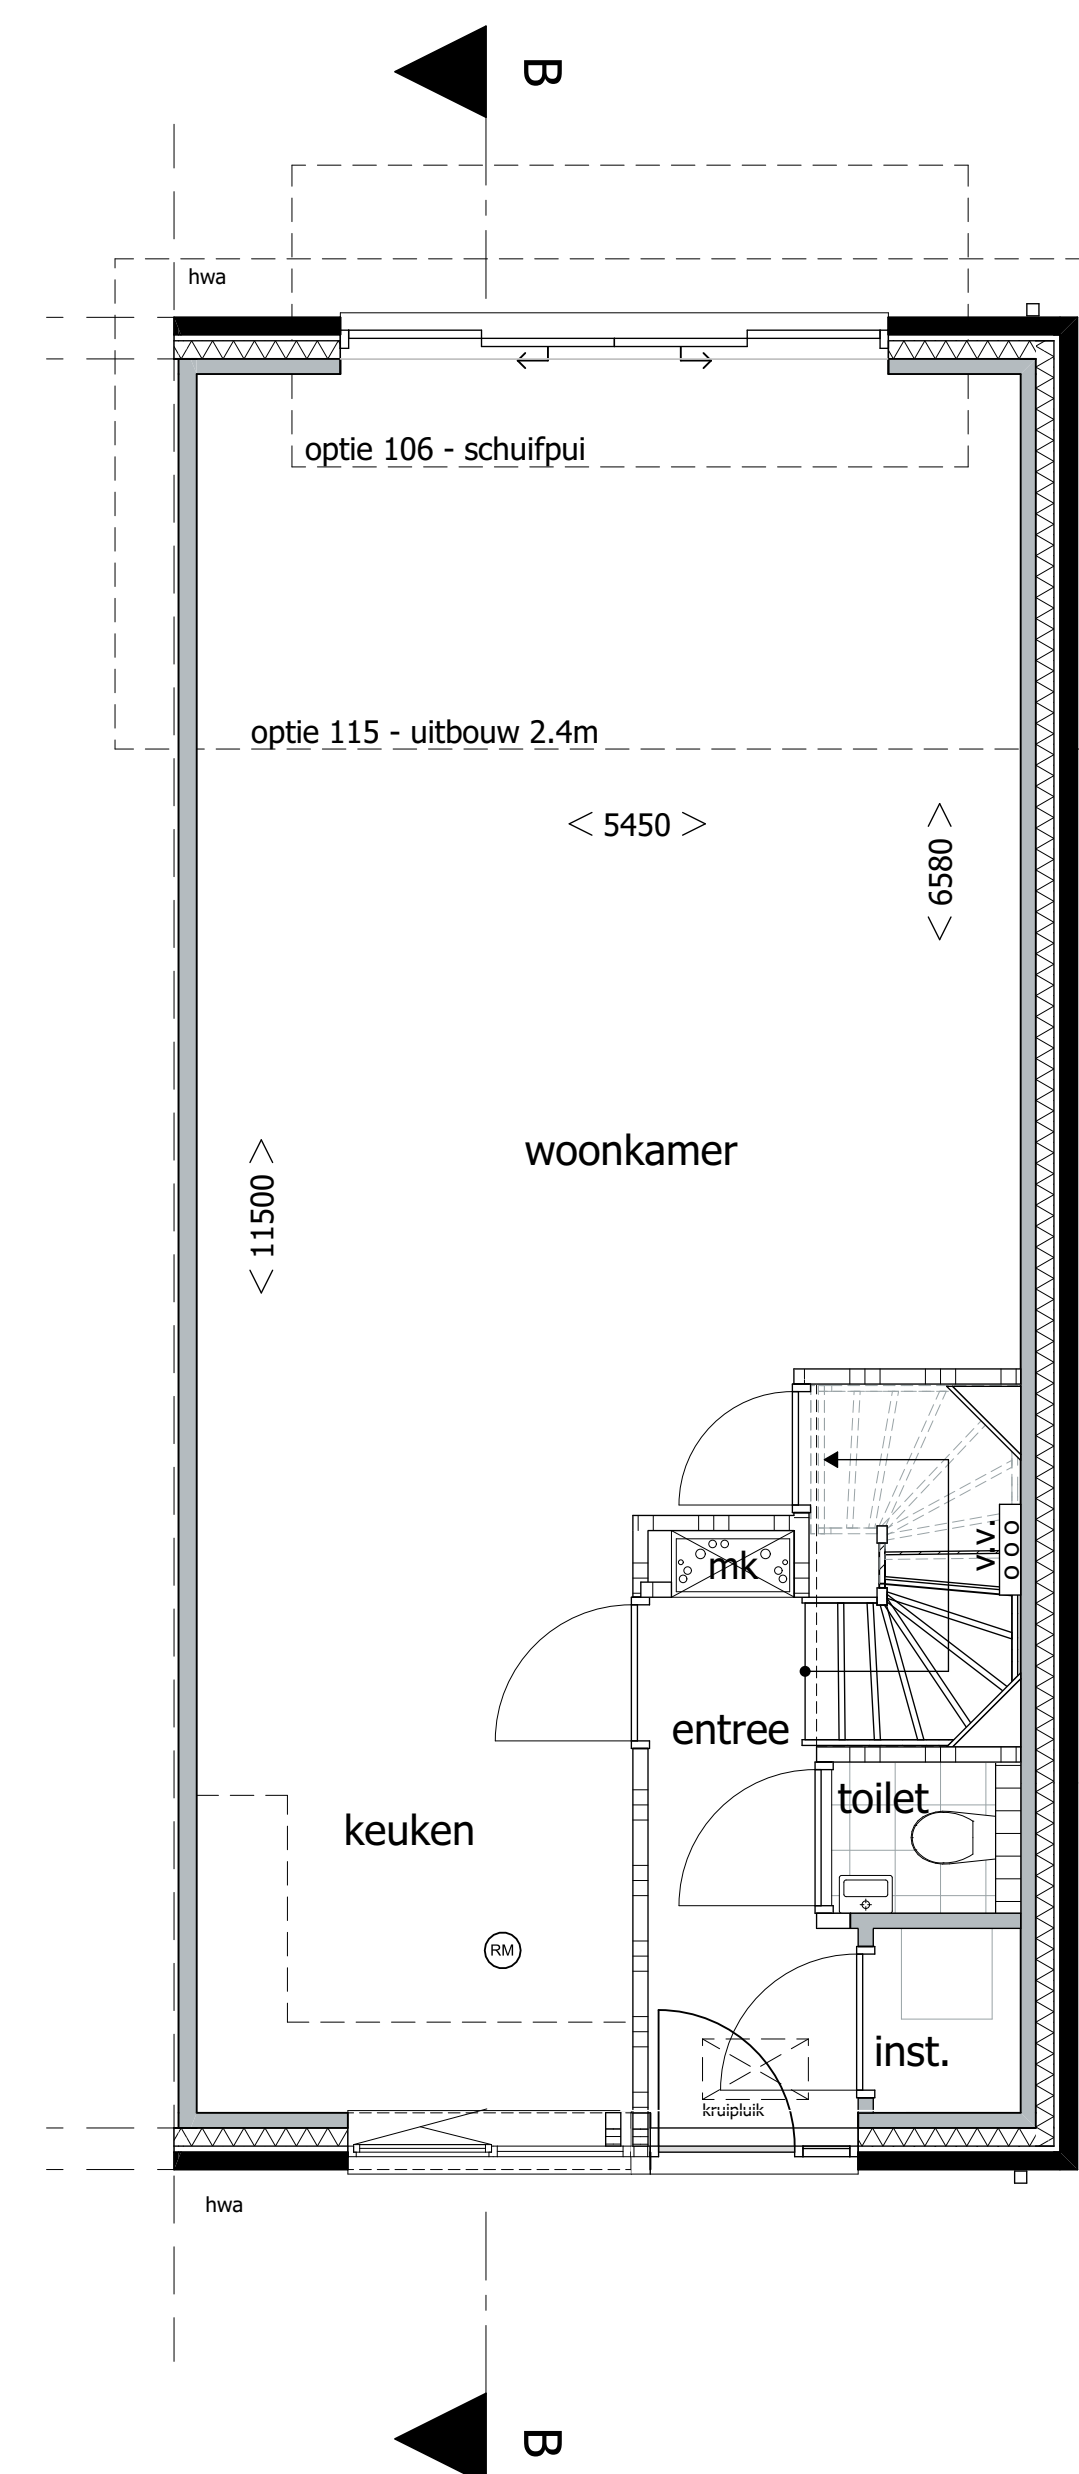 B
hwa
optie 106 - schuifpui
optie 115 - uitbouw 2.4m
< 5450 >
< 6580 >
woonkamer
< 11500 >
v.v.
mk
entree
toilet
keuken
RM
inst.
kruipluik
hwa
B